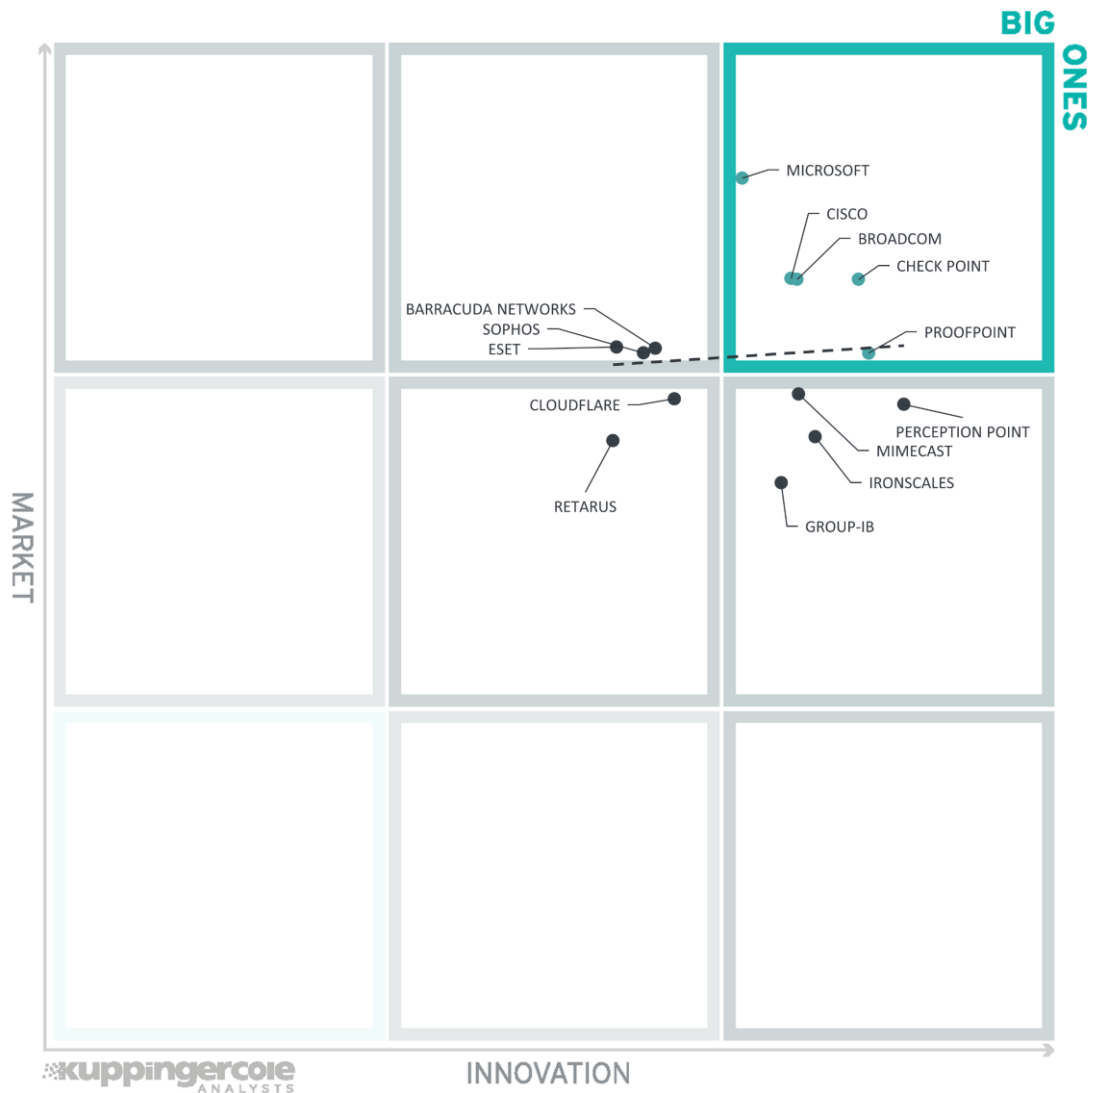 BIG
ONES
MICROSOFT
CISCO
BROADCOM
CHECK POINT
BARRACUDA NETWORKS
SOPHOS
ESET
PROOFPOINT
CLOUDFLARE
PERCEPTION POINT
MIMECAST
IRONSCALES
RETARUS
GROUP-IB
MARKET
INNOVATION
kuppingercole
ANALYSTS